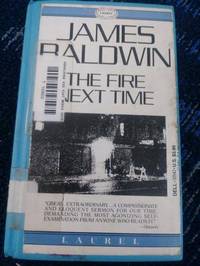 JAMES
BALDWIN
THE FIRE
NEXT TIME
"GREAT, EXTRAORDINARY...A COMPASSIONATE
AND ELOQUENT SERMON FOR OUR TIME...
DEMANDING THE MOST AGONIZING SELF-
EXAMINATION FROM ANYONE WHO READS IT."
LAUREL